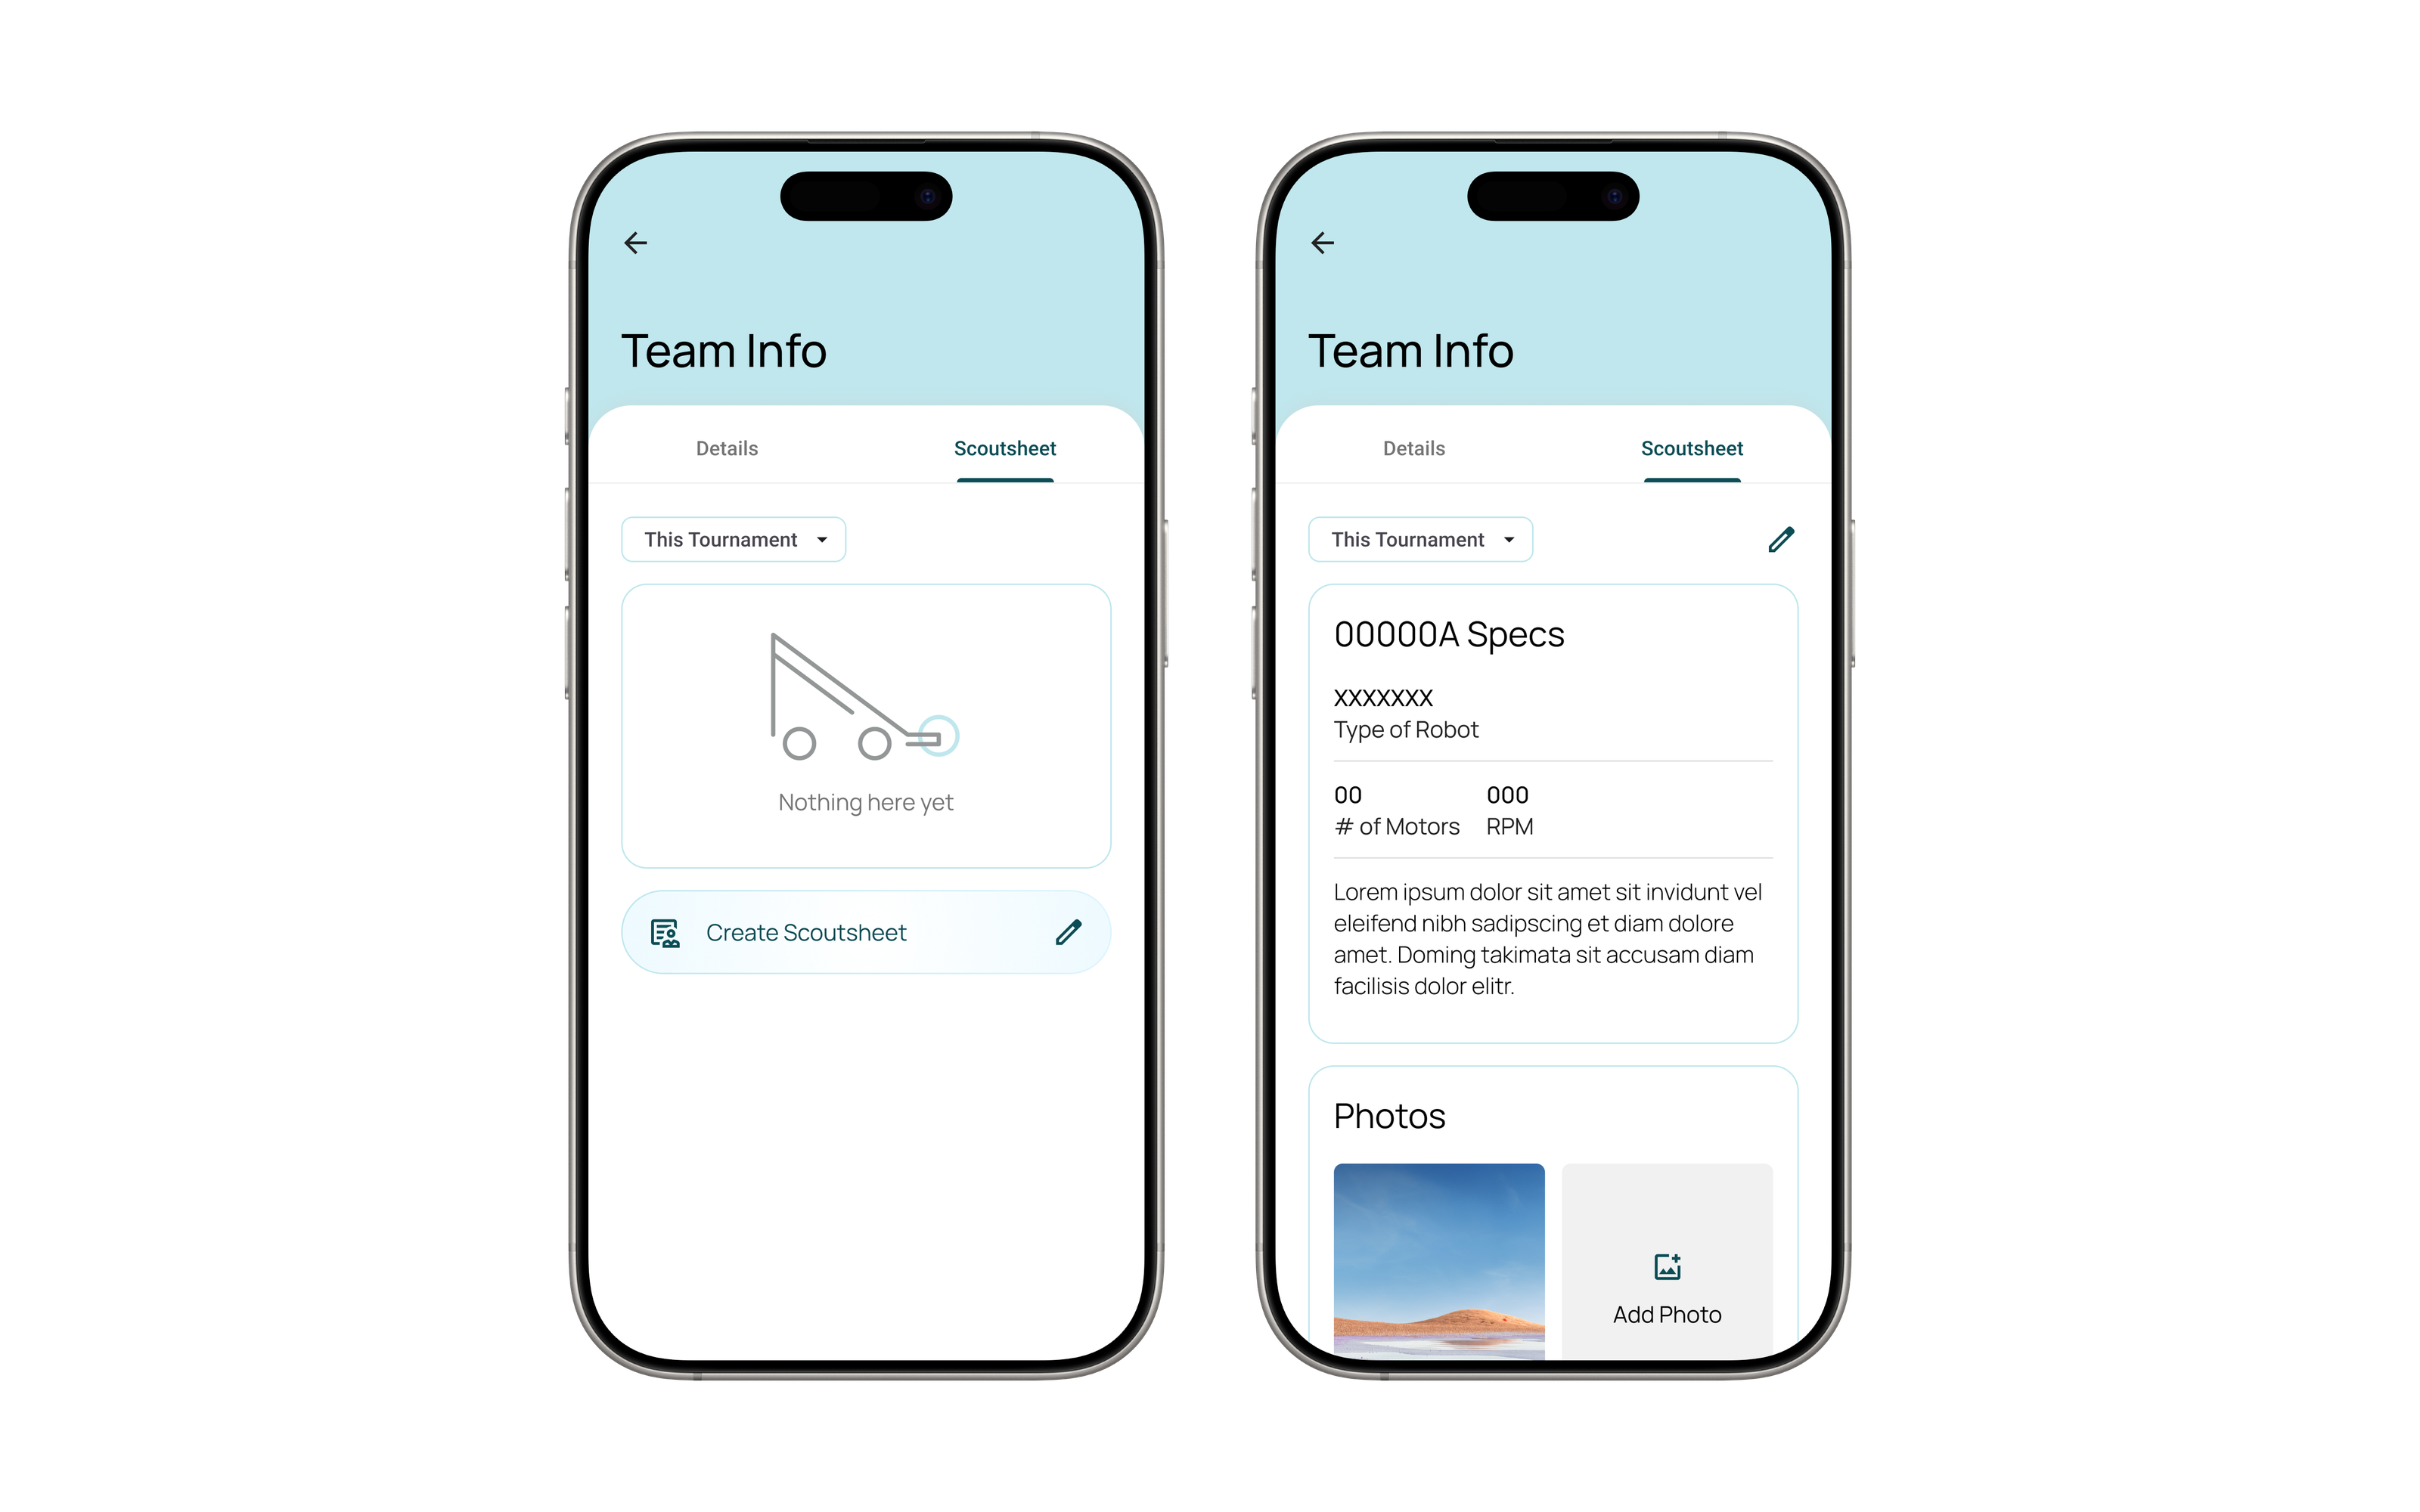 Team Info
Details
Scoutsheet
This Tournament
Nothing here yet
Create Scoutsheet
Team Info
Details
Scoutsheet
This Tournament
00000A Specs
XXXXXXX
Type of Robot
00
# of Motors
000
RPM
Lorem ipsum dolor sit amet sit invidunt vel
eleifend nibh sadipscing et diam dolore
amet. Doming takimata sit accusam diam
facilisis dolor elitr.
Photos
Add Photo